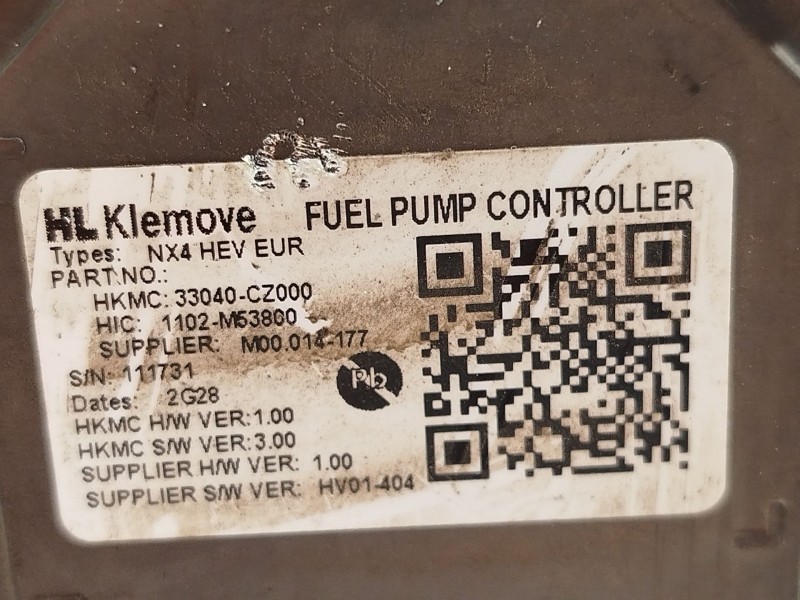 HL Klemove FUEL PUMP CONTROLLER
Types: NX4 HEV EUR
PART NO.:
HKMC: 33040-CZ000
HIC: 1102-M53800
SUPPLIER: M00.014-177
S/N: 111731
Pb
Dates: 2G28
HKMC H/W VER:1.00
HKMC S/W VER:3.00
SUPPLIER H/W VER: 1.00
SUPPLIER S/W VER: HV01-404